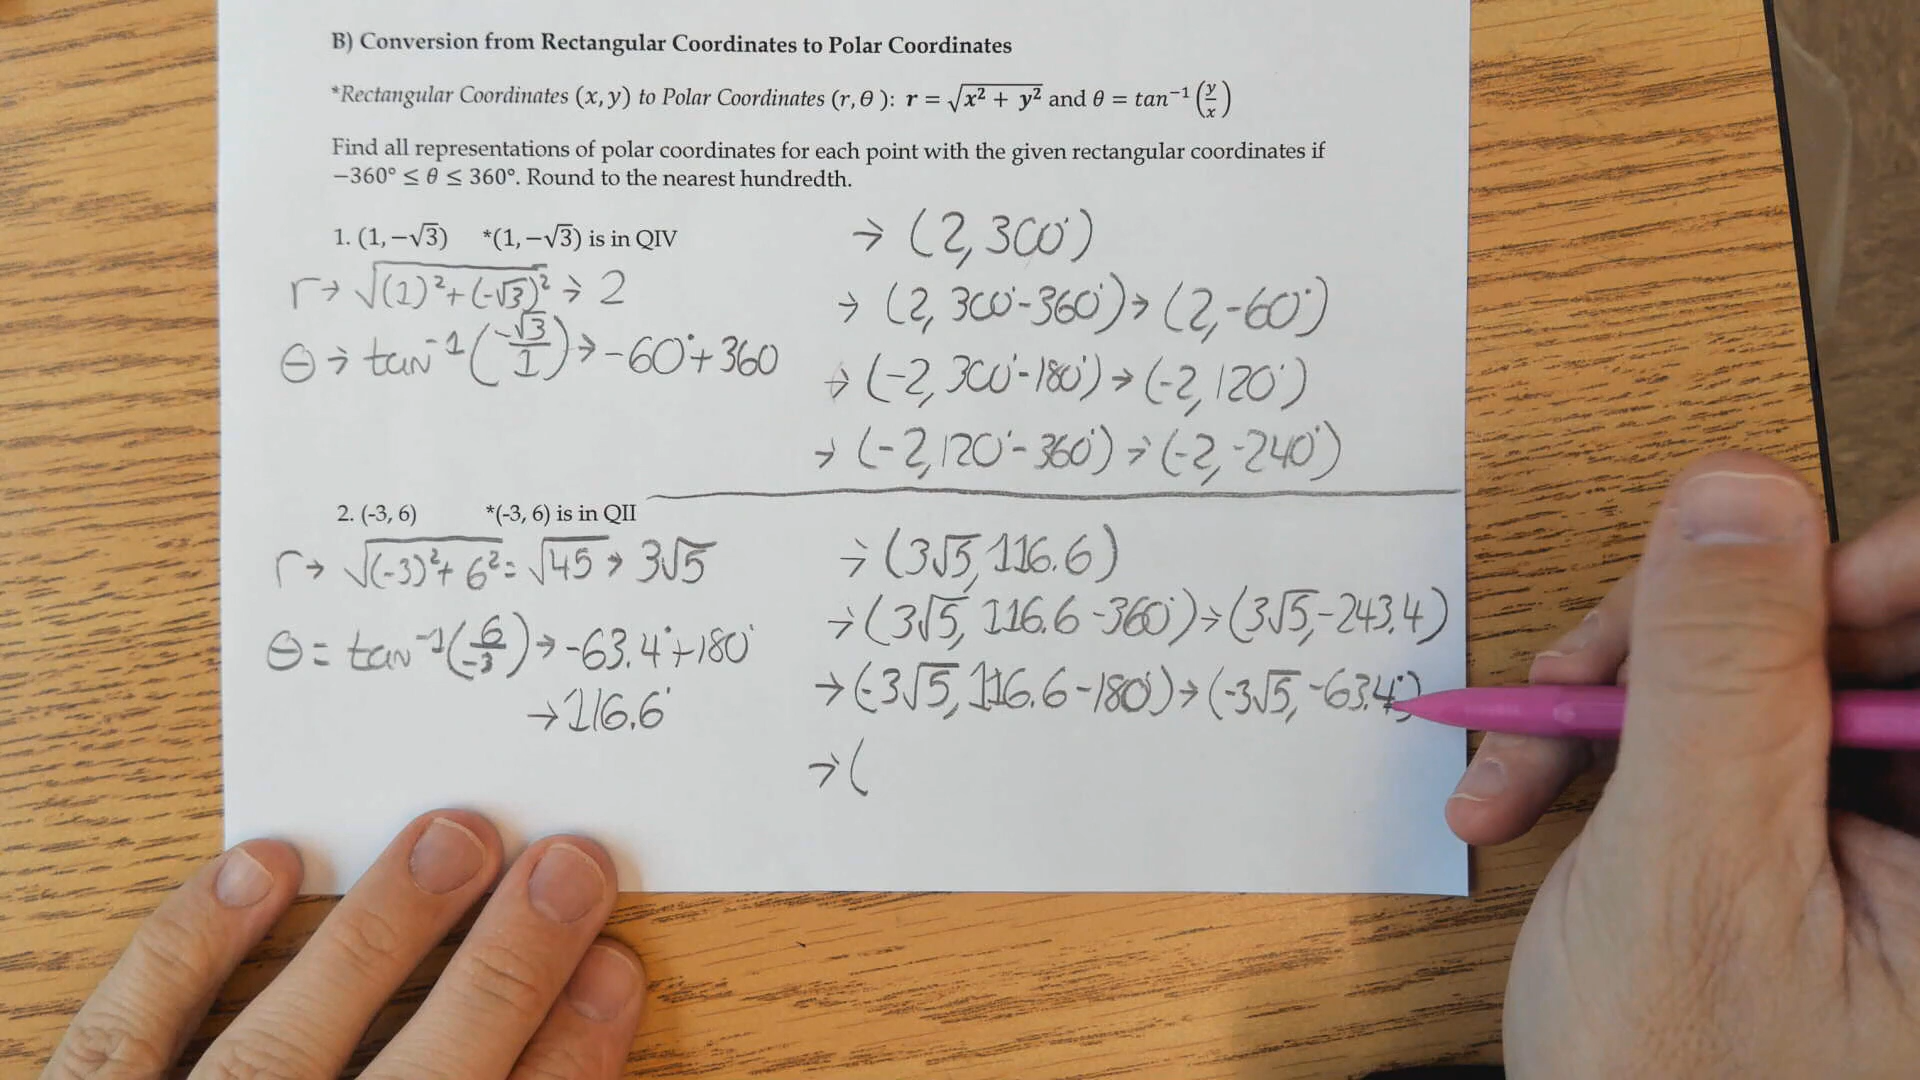 B) Conversion from Rectangular Coordinates to Polar Coordinates
*Rectangular Coordinates (x, y) to Polar Coordinates (r, θ ): r = √(x² + y²) and θ = tan⁻¹ (y/x)
Find all representations of polar coordinates for each point with the given rectangular coordinates if
−360° ≤ θ ≤ 360°. Round to the nearest hundredth.
1. (1, −√3) *(1, −√3) is in QIV
r → √((1)²+(-√3)²) → 2
θ → tan⁻¹(-√3/1) → -60°+360
→ (2, 300°)
→ (2, 300°-360°) → (2, -60°)
→ (-2, 300°-180°) → (-2, 120°)
→ (-2, 120°-360°) → (-2, -240°)
2. (-3, 6) *(-3, 6) is in QII
r → √((-3)²+6²) = √45 → 3√5
θ = tan⁻¹(6/-3) → -63.4°+180°
→ 116.6°
→ (3√5, 116.6)
→ (3√5, 116.6-360°) → (3√5, -243.4)
→ (-3√5, 116.6-180°) → (-3√5, -63.4°)
→ (